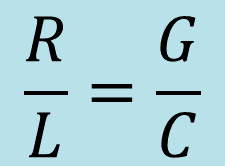 R/L = G/C